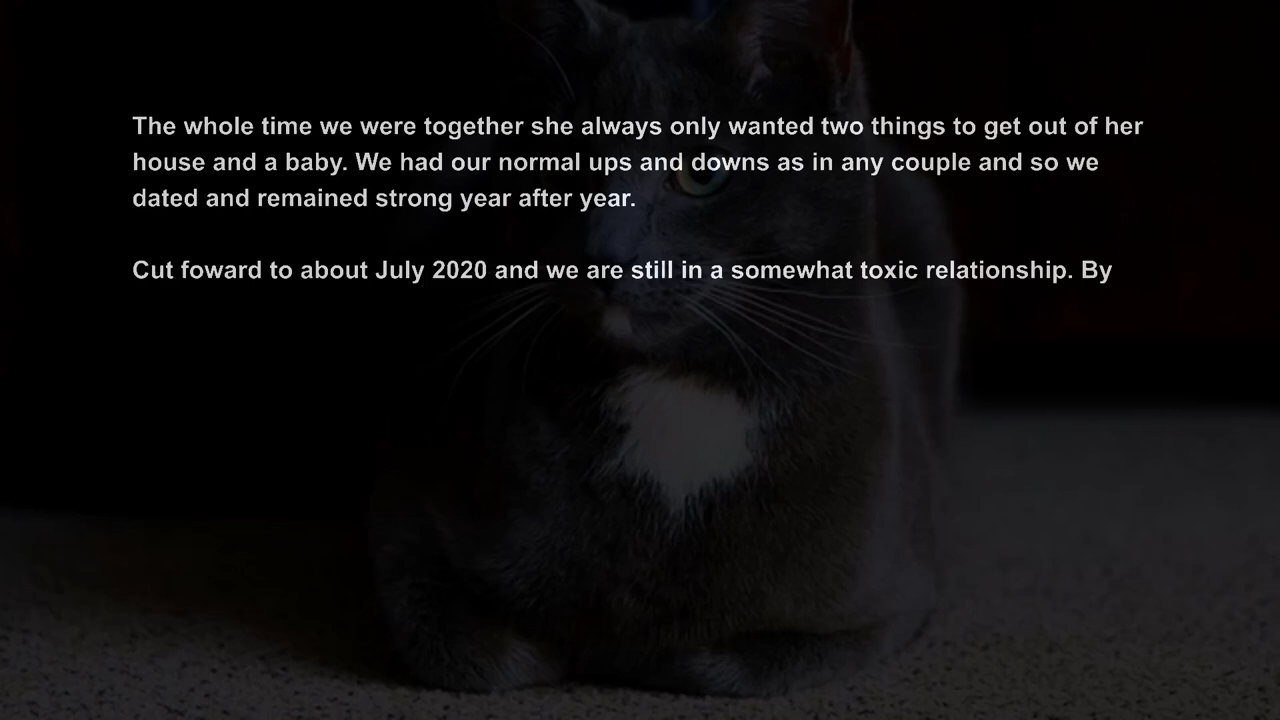 The whole time we were together she always only wanted two things to get out of her
house and a baby. We had our normal ups and downs as in any couple and so we
dated and remained strong year after year.
Cut foward to about July 2020 and we are still in a somewhat toxic relationship. By